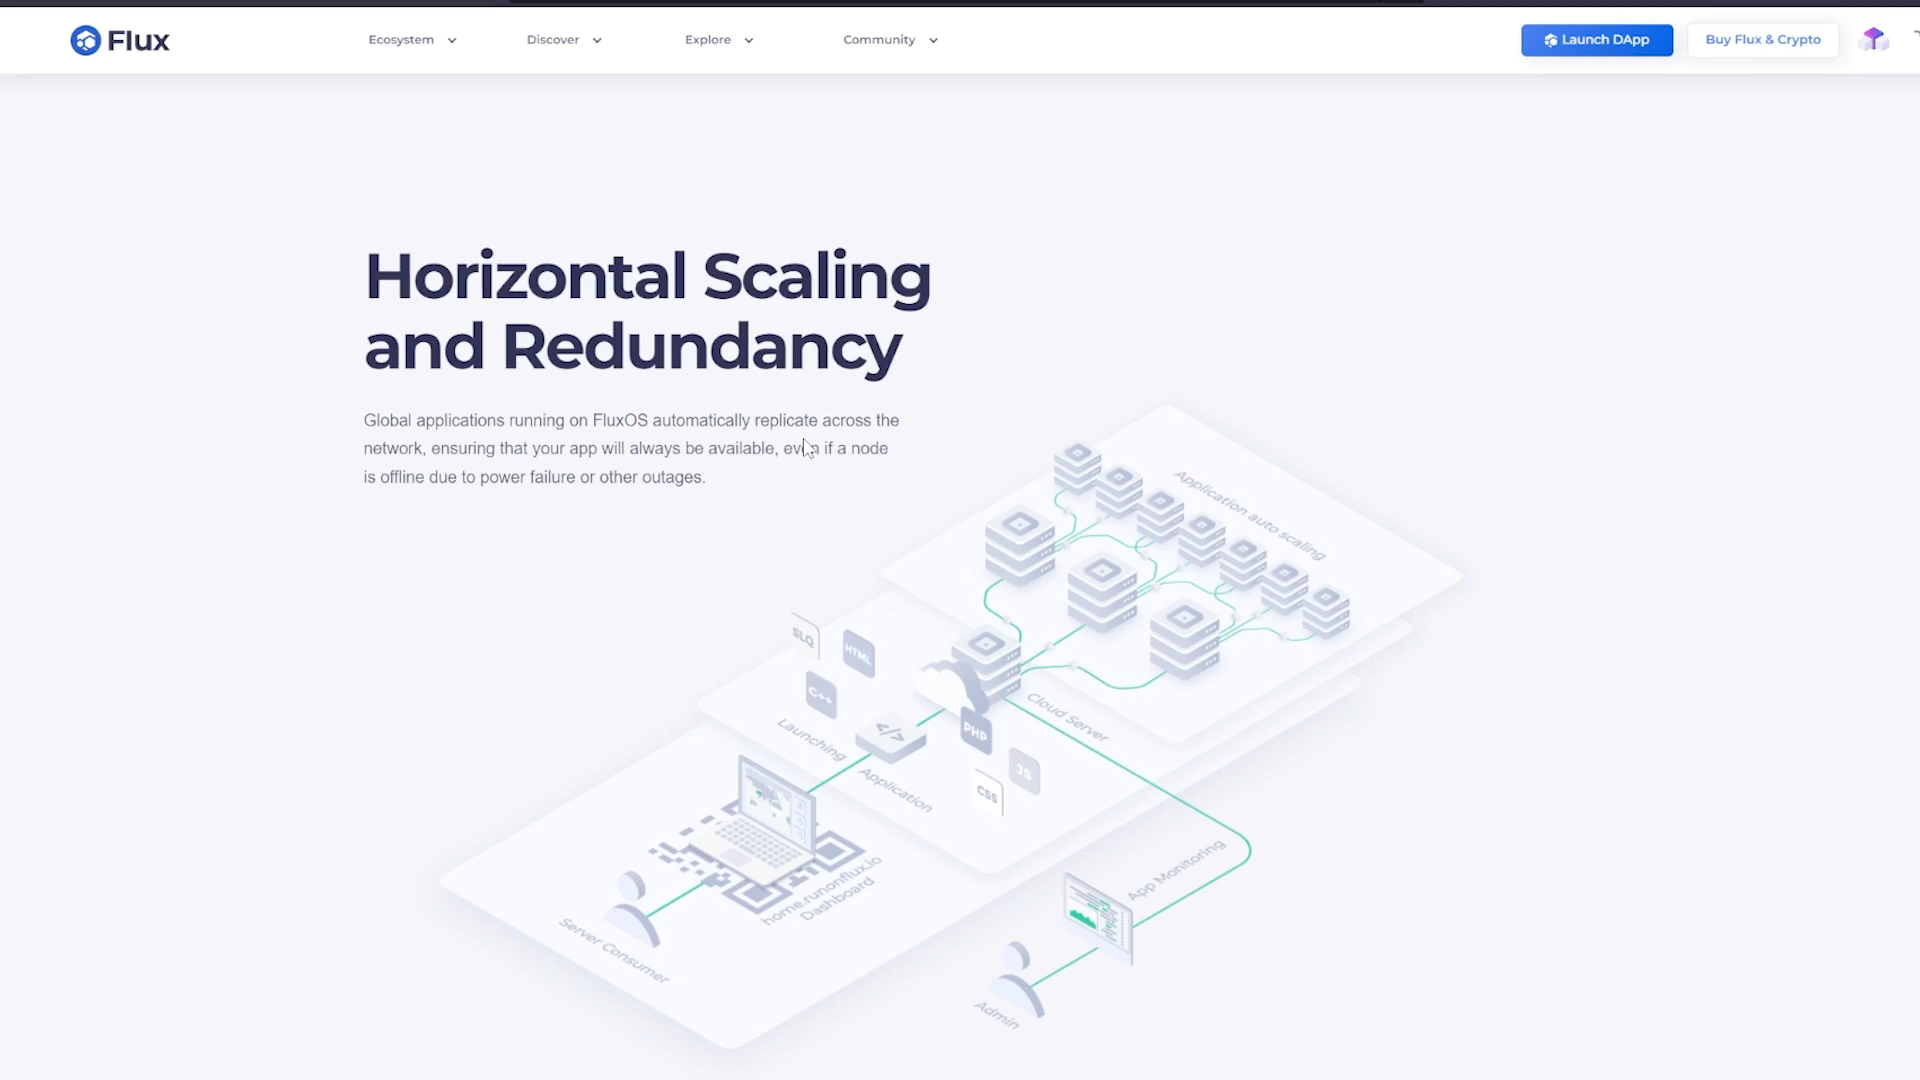 Flux
Ecosystem
Discover
Explore
Community
Launch DApp
Buy Flux & Crypto
Horizontal Scaling
and Redundancy
Global applications running on FluxOS automatically replicate across the
network, ensuring that your app will always be available, even if a node
is offline due to power failure or other outages.
Application auto scaling
SLQ
HTML
C++
</>
PHP
JS
CSS
Cloud Server
Launching
Application
home.runonflux.io
Dashboard
App Monitoring
Server Consumer
Admin